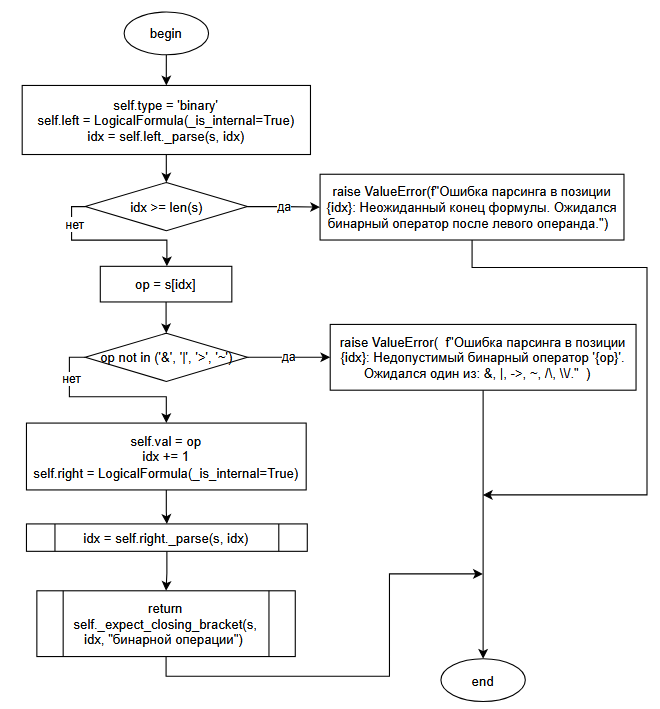 begin
self.type = 'binary'
self.left = LogicalFormula(_is_internal=True)
idx = self.left._parse(s, idx)
idx >= len(s)
да
нет
raise ValueError(f"Ошибка парсинга в позиции
{idx}: Неожиданный конец формулы. Ожидался
бинарный оператор после левого операнда.")
op = s[idx]
op not in ('&', '|', '>', '~')
да
нет
raise ValueError(  f"Ошибка парсинга в позиции
{idx}: Недопустимый бинарный оператор '{op}'.
Ожидался один из: &, |, ->, ~, /\, \\/."  )
self.val = op
idx += 1
self.right = LogicalFormula(_is_internal=True)
idx = self.right._parse(s, idx)
return
self._expect_closing_bracket(s,
idx, "бинарной операции")
end